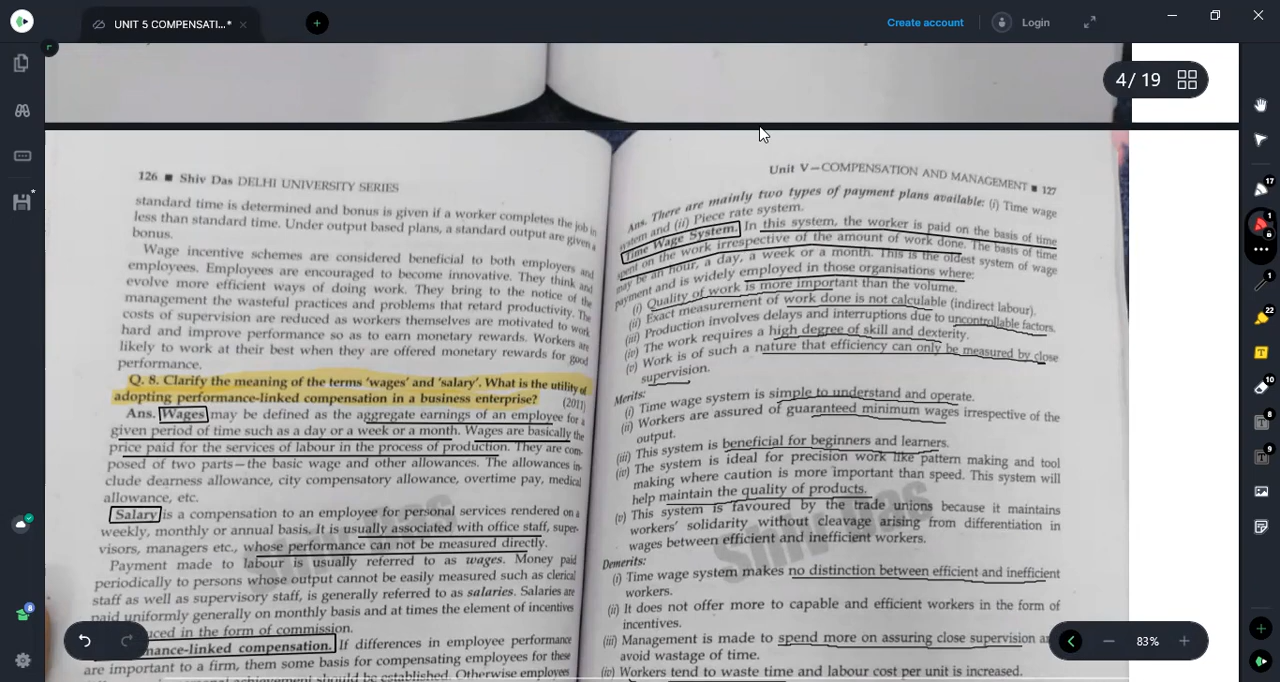 UNIT 5 COMPENSATI...*
Create account
Login
4/ 19
126 ■ Shiv Das DELHI UNIVERSITY SERIES
standard time is determined and bonus is given if a worker completes the job in
less than standard time. Under output based plans, a standard output are given a
bonus.
Wage incentive schemes are considered beneficial to both employers and
employees. Employees are encouraged to become innovative. They think and
evolve more efficient ways of doing work. They bring to the notice of the
management the wasteful practices and problems that retard productivity. The
costs of supervision are reduced as workers themselves are motivated to work
hard and improve performance so as to earn monetary rewards. Workers are
likely to work at their best when they are offered monetary rewards for good
performance.
Q. 8. Clarify the meaning of the terms 'wages' and 'salary'. What is the utility of
adopting performance-linked compensation in a business enterprise? (2011)
Ans. Wages may be defined as the aggregate earnings of an employee for a
given period of time such as a day or a week or a month. Wages are basically the
price paid for the services of labour in the process of production. They are com-
posed of two parts—the basic wage and other allowances. The allowances in-
clude dearness allowance, city compensatory allowance, overtime pay, medical
allowance, etc.
Salary is a compensation to an employee for personal services rendered on a
weekly, monthly or annual basis. It is usually associated with office staff, super-
visors, managers etc., whose performance can not be measured directly.
Payment made to labour is usually referred to as wages. Money paid
periodically to persons whose output cannot be easily measured such as clerical
staff as well as supervisory staff, is generally referred to as salaries. Salaries are
paid uniformly generally on monthly basis and at times the element of incentives
uced in the form of commission.
mance-linked compensation. If differences in employee performance
are important to a firm, them some basis for compensating employees for these
achievement should be established. Otherwise employees
Unit V—COMPENSATION AND MANAGEMENT ■ 127
Ans. There are mainly two types of payment plans available: (i) Time wage
system and (ii) Piece rate system.
Time Wage System. In this system, the worker is paid on the basis of time
spent on the work irrespective of the amount of work done. The basis of time
may be an hour, a day, a week or a month. This is the oldest system of wage
payment and is widely employed in those organisations where:
(i) Quality of work is more important than the volume.
(ii) Exact measurement of work done is not calculable (indirect labour).
(iii) Production involves delays and interruptions due to uncontrollable factors.
(iv) The work requires a high degree of skill and dexterity.
(v) Work is of such a nature that efficiency can only be measured by close
supervision.
Merits:
(i) Time wage system is simple to understand and operate.
(ii) Workers are assured of guaranteed minimum wages irrespective of the
output.
(iii) This system is beneficial for beginners and learners.
(iv) The system is ideal for precision work like pattern making and tool
making where caution is more important than speed. This system will
help maintain the quality of products.
(v) This system is favoured by the trade unions because it maintains
workers' solidarity without cleavage arising from differentiation in
wages between efficient and inefficient workers.
Demerits:
(i) Time wage system makes no distinction between efficient and inefficient
workers.
(ii) It does not offer more to capable and efficient workers in the form of
incentives.
(iii) Management is made to spend more on assuring close supervision
avoid wastage of time.
(iv) Workers tend to waste time and labour cost per unit is increased.
Shiv Das
83%